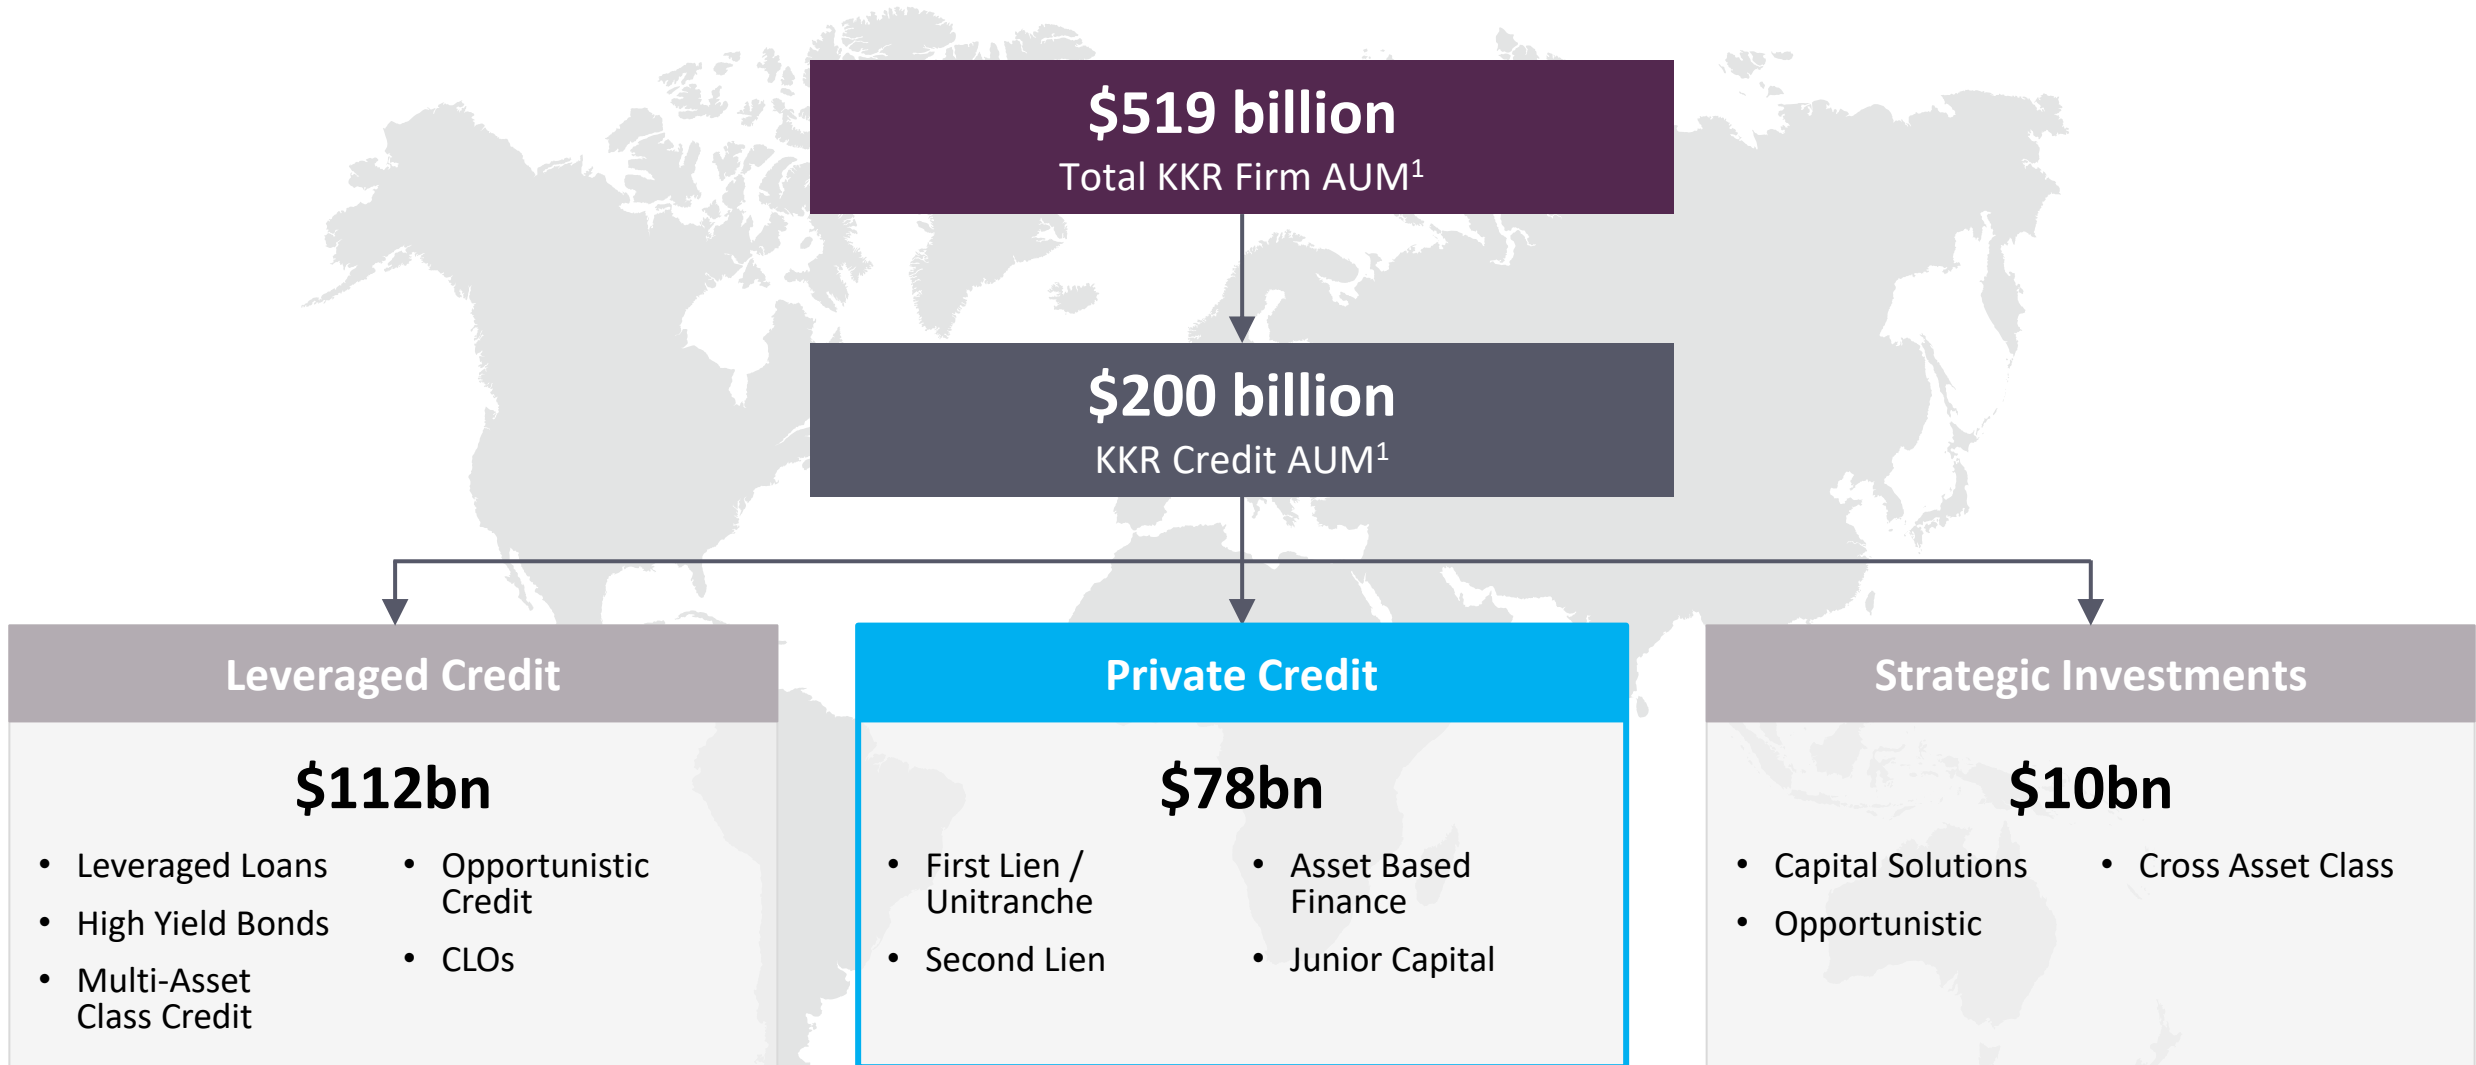 $519 billion
Total KKR Firm AUM¹
$200 billion
KKR Credit AUM¹
Leveraged Credit
$112bn
• Leveraged Loans
• High Yield Bonds
• Multi-Asset
Class Credit
• Opportunistic
Credit
• CLOs
Private Credit
$78bn
• First Lien /
Unitranche
• Second Lien
• Asset Based
Finance
• Junior Capital
Strategic Investments
$10bn
• Capital Solutions
• Opportunistic
• Cross Asset Class